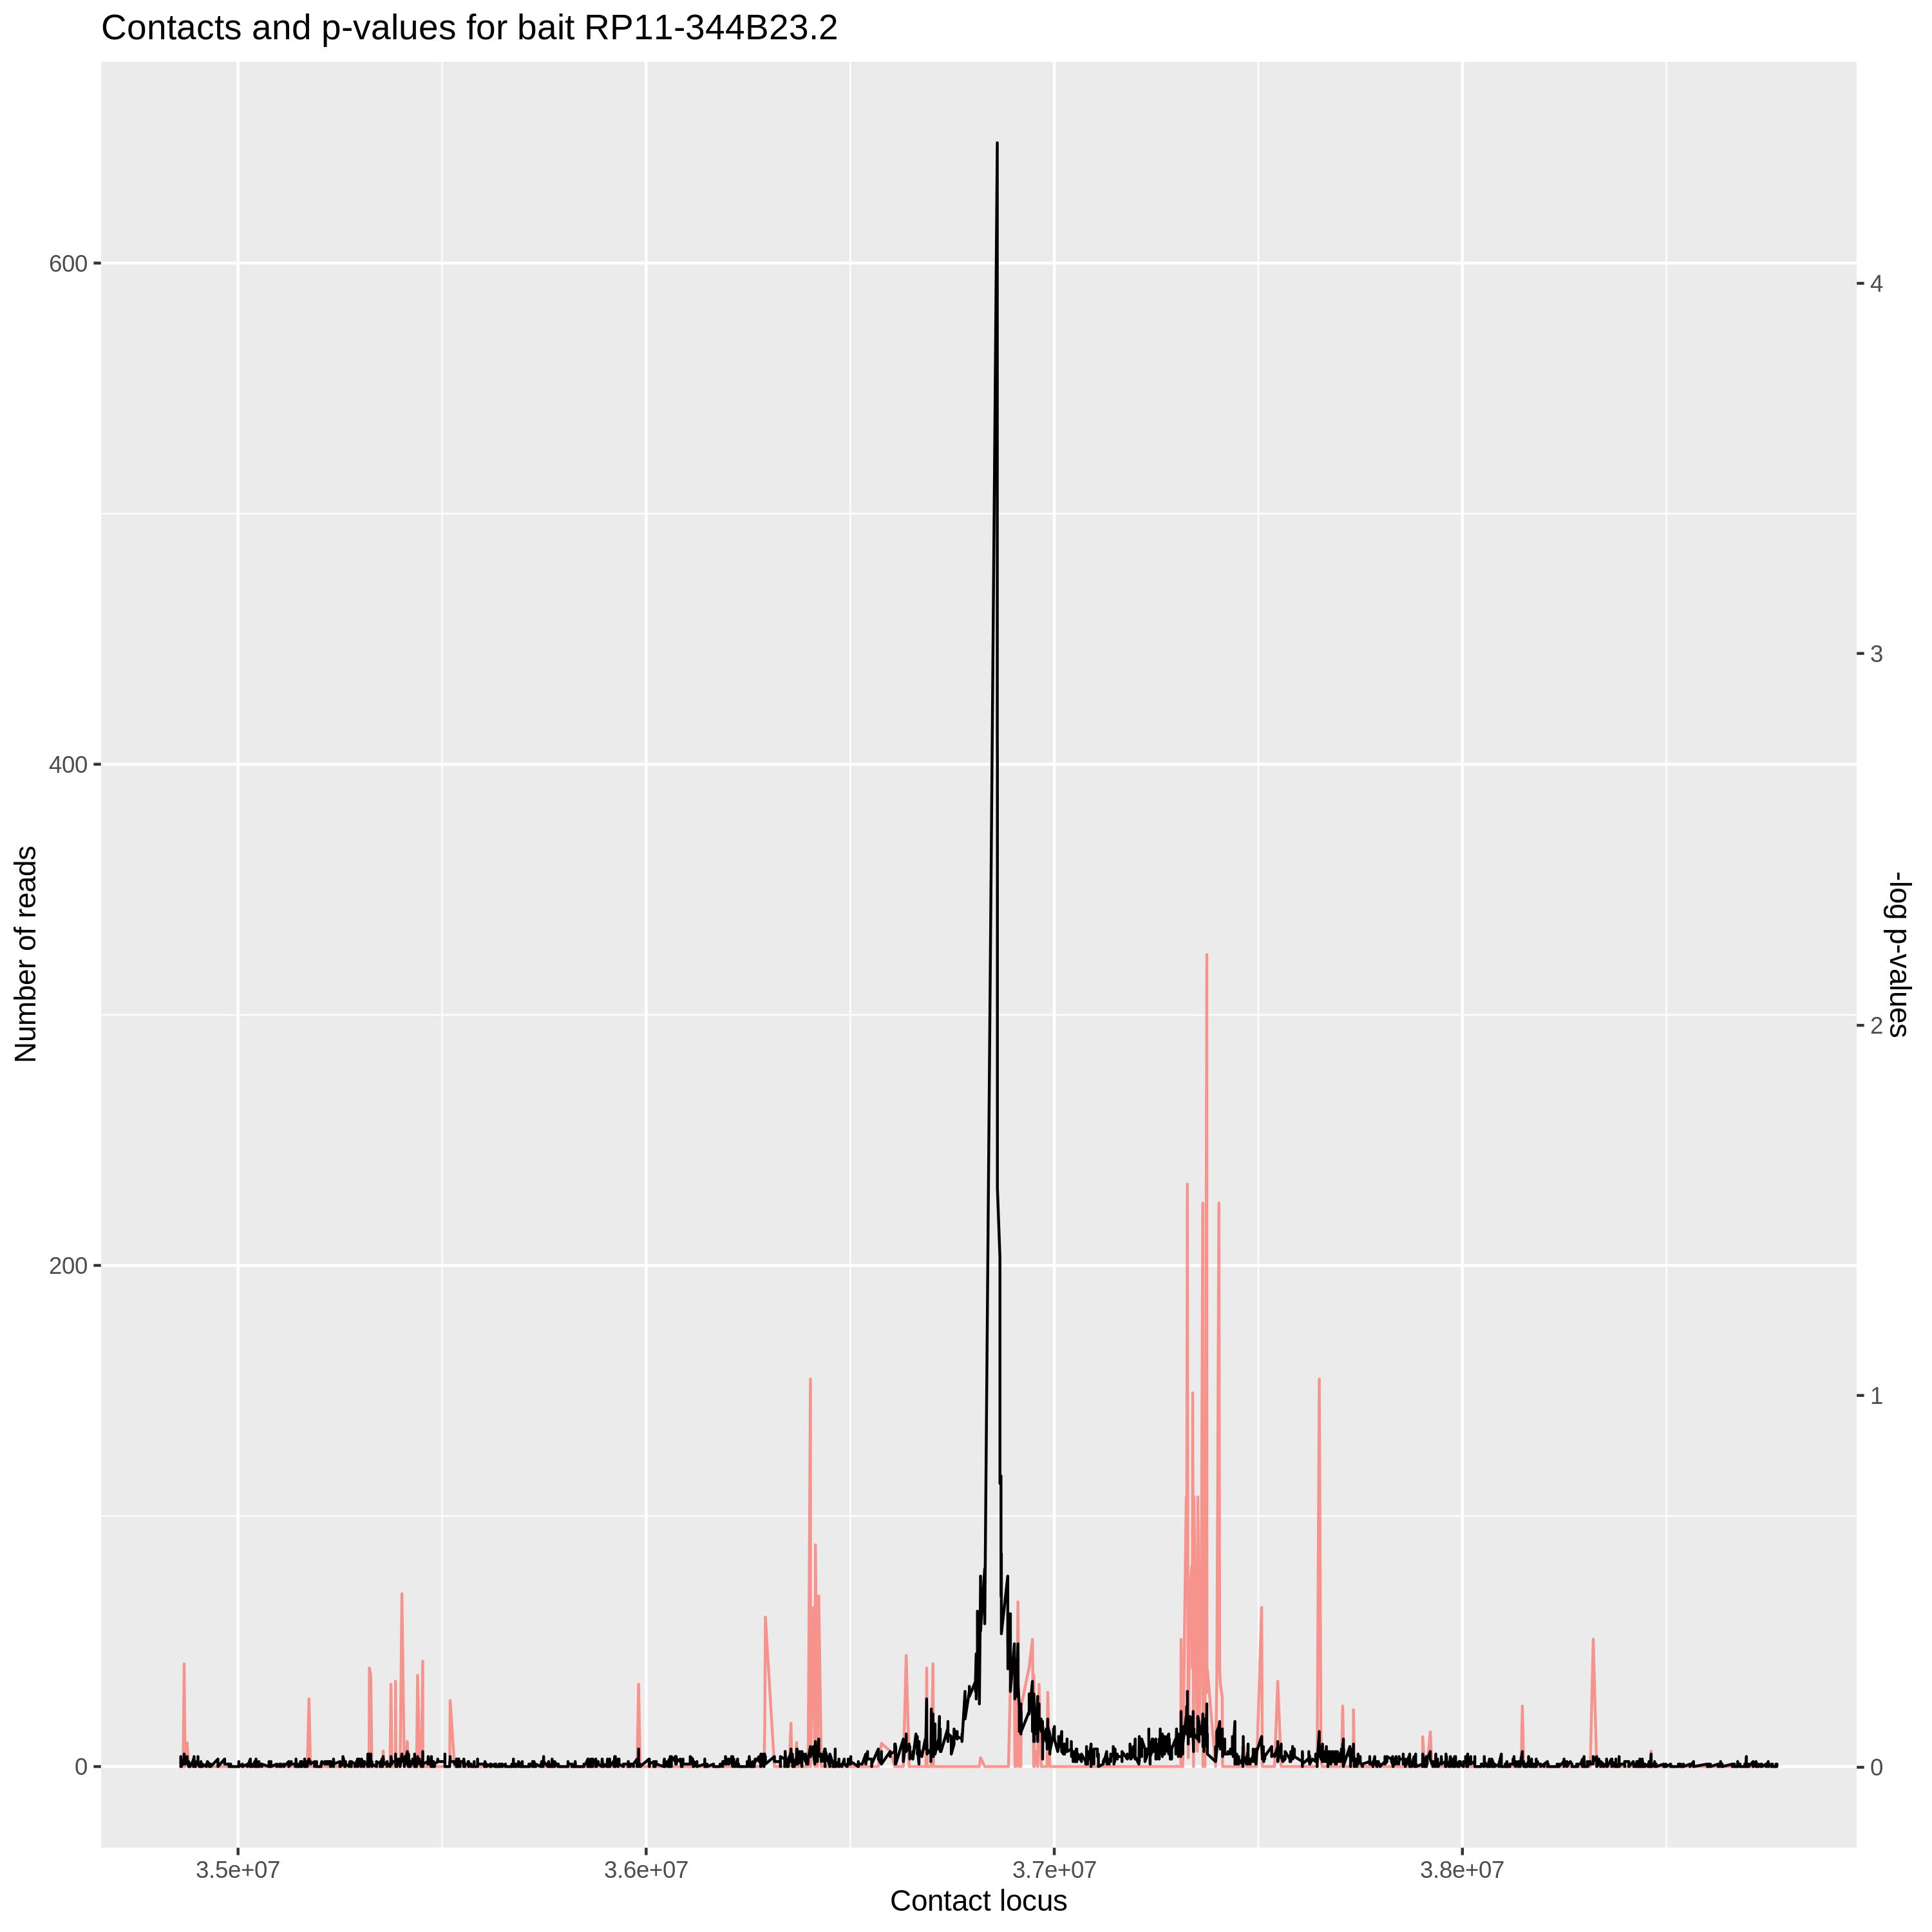 Contacts and p-values for bait RP11-344B23.2
600
400
200
0
Number of reads
4
3
2
1
0
-log p-values
3.5e+07
3.6e+07
3.7e+07
3.8e+07
Contact locus